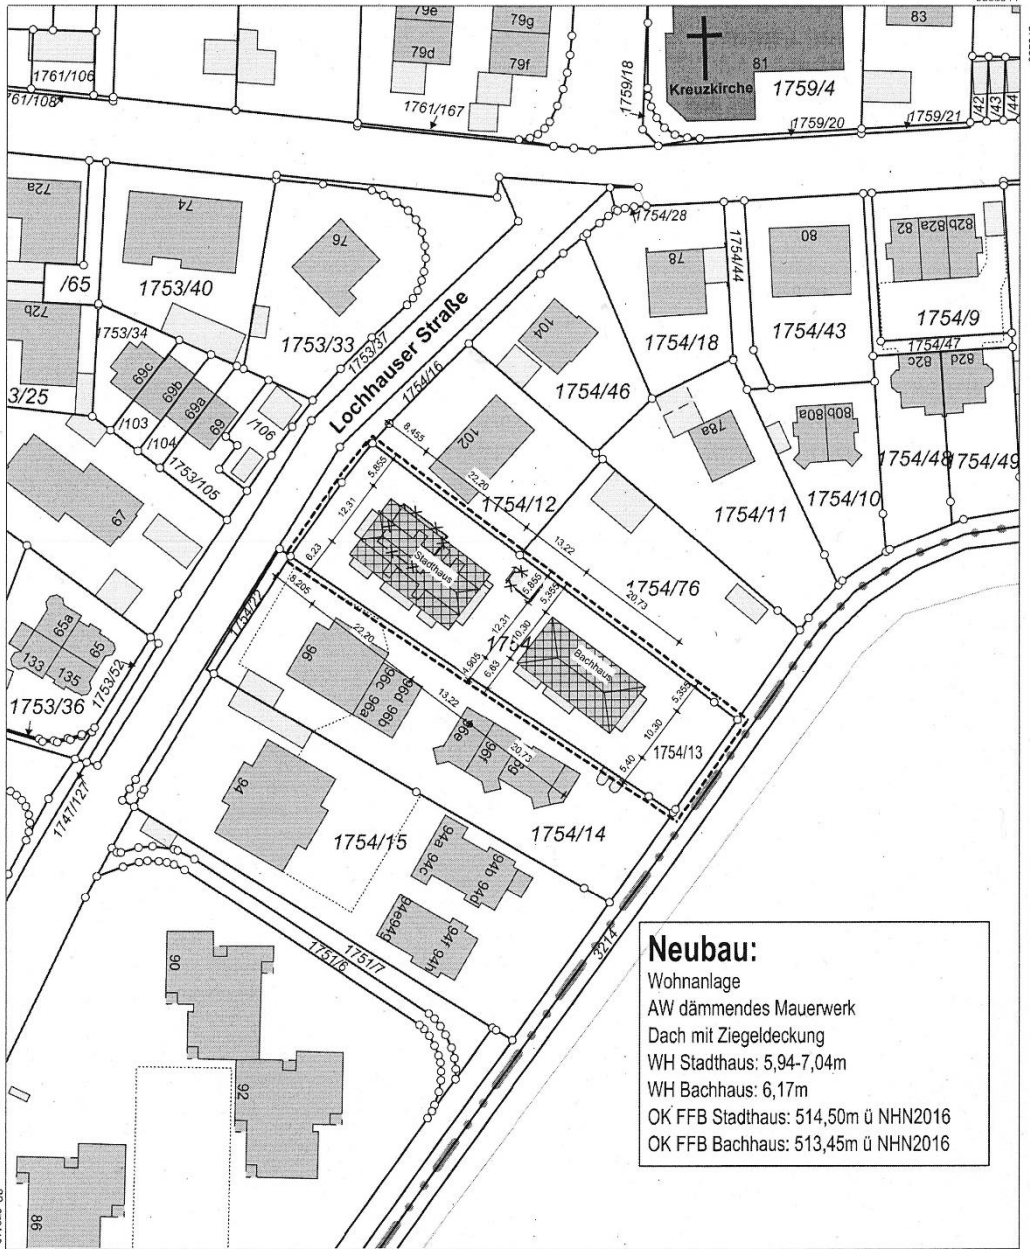 79e
79g
83
79d
79f
81
1761/106
1759/18
Kreuzkirche
1759/4
1761/108
1761/167
1759/20
1759/21
/42
/43
/44
72a
74
76
1754/28
78
1754/44
80
82
82a
82b
/65
1753/40
72b
1753/34
1753/33
1753/37
Lochhauser Straße
1754/16
104
1754/18
1754/43
1754/9
1754/47
82c
82d
3/25
69c
69b
69a
69
/106
/103
/104
1753/105
1754/46
102
8,455
22,20
5,855
12,31
6,23
78a
80b
80a
1754/48
1754/49
67
1754/12
1754/11
1754/10
13,22
Stadthaus
1754/76
20,73
8,205
22,20
1754/22
5,855
5,355
12,31
10,30
1754
4,905
6,63
Bachhaus
65a
65
133
135
1753/52
1753/36
96
96c
96a
96d
96b
13,22
96e
96f
20,73
5,355
10,30
5,40
1754/13
1747/127
94
1754/15
1754/14
94a
94c
94b
94d
94e
94g
94f
94h
1751/6
1751/7
3214
90
92
86
Neubau:
Wohnanlage
AW dämmendes Mauerwerk
Dach mit Ziegeldeckung
WH Stadthaus: 5,94-7,04m
WH Bachhaus: 6,17m
OK FFB Stadthaus: 514,50m ü NHN2016
OK FFB Bachhaus: 513,45m ü NHN2016